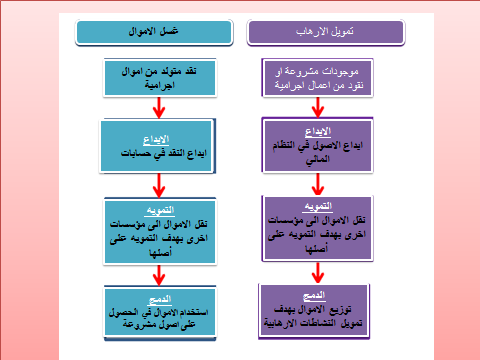 تمويل الارهاب
موجودات مشروعة او
نقود من اعمال اجرامية
الايداع
ايداع الاصول في النظام
المالي
التمويه
نقل الاموال الى مؤسسات
اخرى بهدف التمويه على
أصلها
الدمج
توزيع الاموال بهدف
تمويل النشاطات الارهابية
غسل الاموال
نقد متولد من اموال
اجرامية
الايداع
ايداع النقد في حسابات
التمويه
نقل الاموال الى مؤسسات
اخرى بهدف التمويه على
أصلها
الدمج
استخدام الاموال في الحصول
على اصول مشروعة